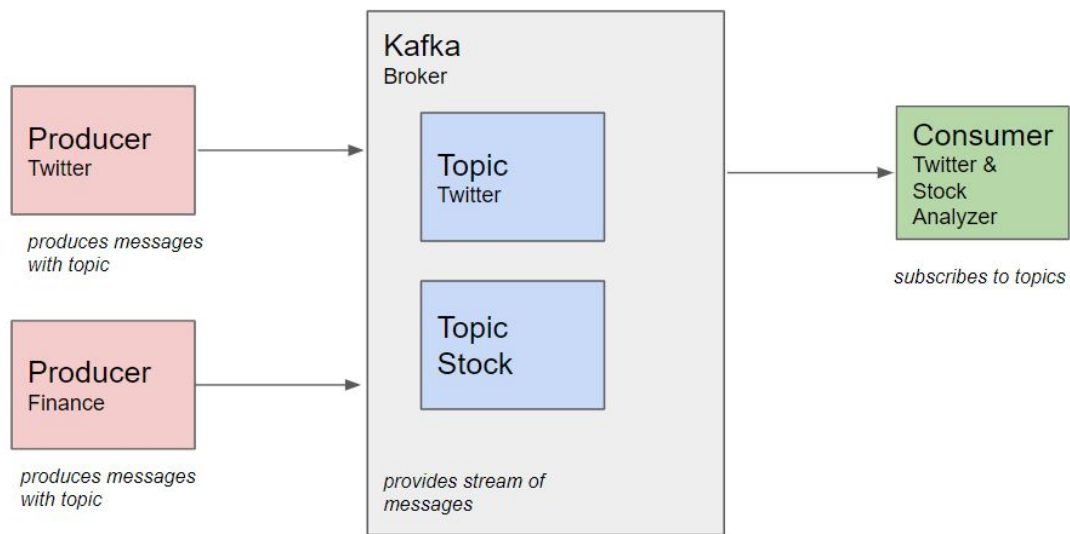 Producer
Twitter
produces messages
with topic
Producer
Finance
produces messages
with topic
Kafka
Broker
Topic
Twitter
Topic
Stock
provides stream of
messages
Consumer
Twitter &
Stock
Analyzer
subscribes to topics